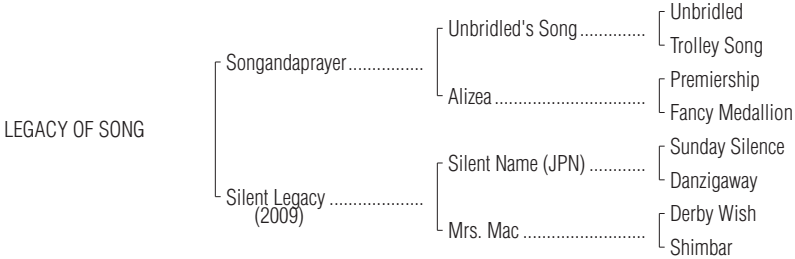 Unbridled
Unbridled's Song..............
Trolley Song
Songandaprayer................
Premiership
Alizea................................
Fancy Medallion
LEGACY OF SONG
Sunday Silence
Silent Name (JPN) ............
Danzigaway
Silent Legacy ....................
(2009)
Derby Wish
Mrs. Mac ..........................
Shimbar